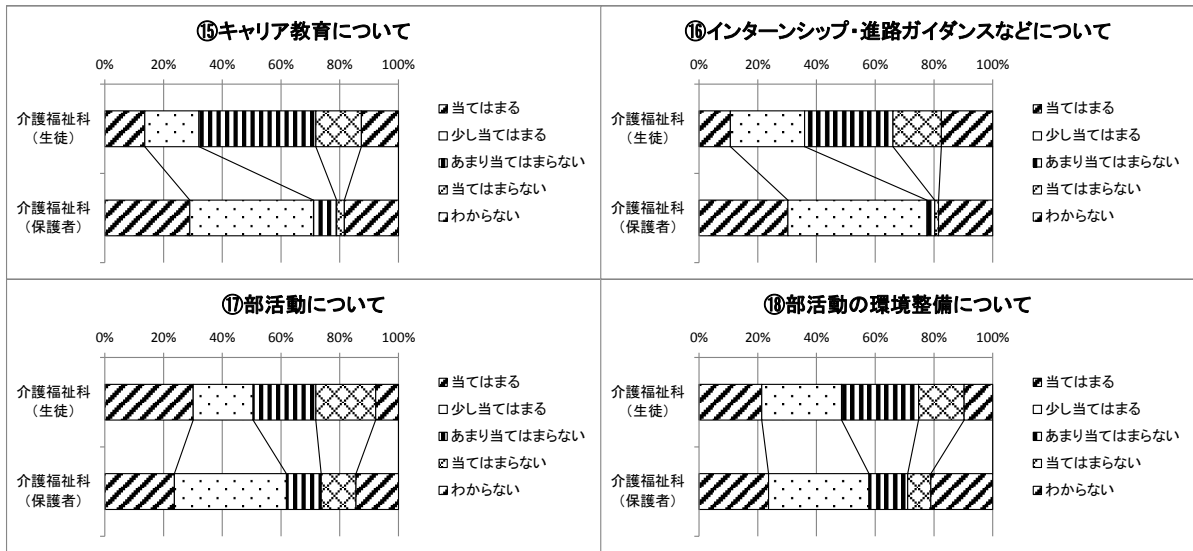 ⑮キャリア教育について
0% 20% 40% 60% 80% 100%
介護福祉科
（生徒）
介護福祉科
（保護者）
当てはまる
少し当てはまる
あまり当てはまらない
当てはまらない
わからない
⑯インターンシップ・進路ガイダンスなどについて
0% 20% 40% 60% 80% 100%
介護福祉科
（生徒）
介護福祉科
（保護者）
当てはまる
少し当てはまる
あまり当てはまらない
当てはまらない
わからない
⑰部活動について
0% 20% 40% 60% 80% 100%
介護福祉科
（生徒）
介護福祉科
（保護者）
当てはまる
少し当てはまる
あまり当てはまらない
当てはまらない
わからない
⑱部活動の環境整備について
0% 20% 40% 60% 80% 100%
介護福祉科
（生徒）
介護福祉科
（保護者）
当てはまる
少し当てはまる
あまり当てはまらない
当てはまらない
わからない